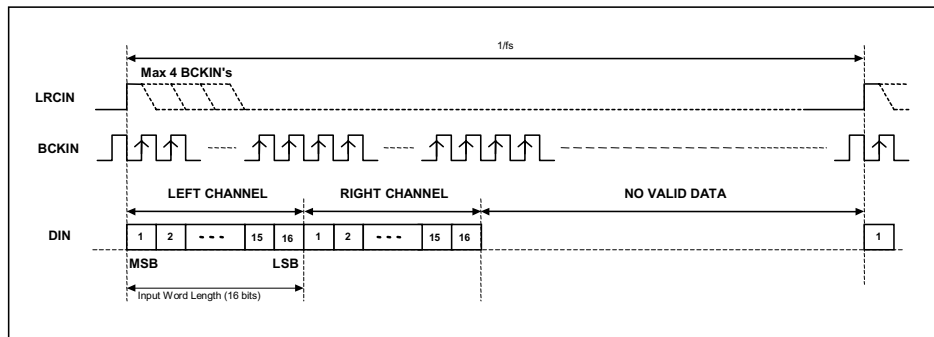 1/fs
Max 4 BCKIN's
LRCIN
BCKIN
LEFT CHANNEL RIGHT CHANNEL NO VALID DATA
DIN 1 2 15 16 1 2 15 16 1
MSB LSB
Input Word Length (16 bits)